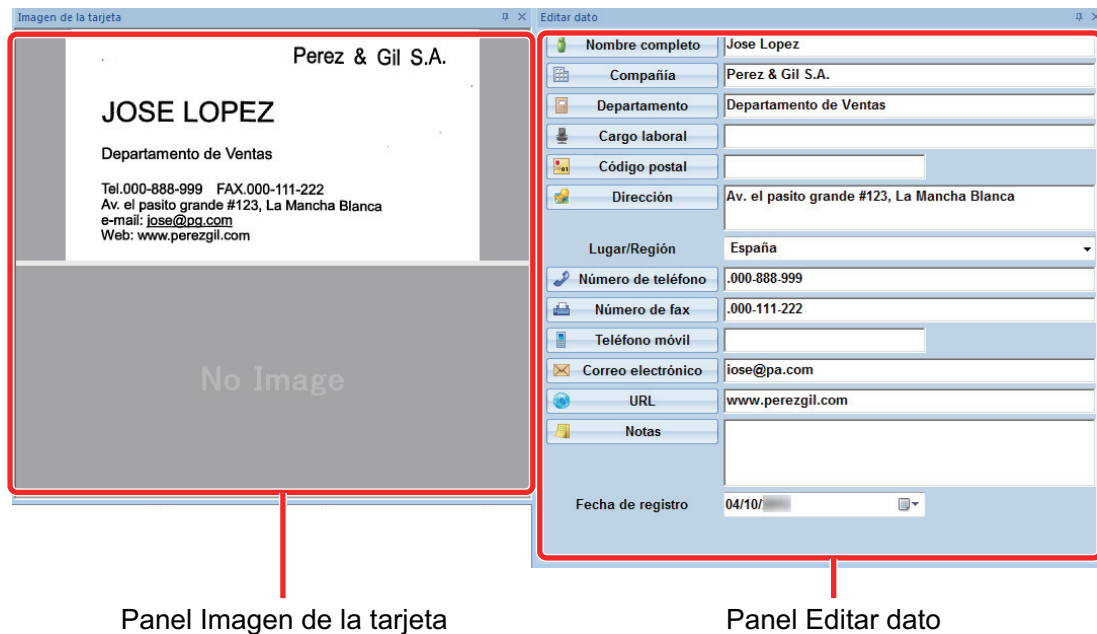 Imagen de la tarjeta
Perez & Gil S.A.
JOSE LOPEZ
Departamento de Ventas
Tel.000-888-999 FAX.000-111-222
Av. el pasito grande #123, La Mancha Blanca
e-mail: jose@pg.com
Web: www.perezgil.com
No Image
Editar dato
Nombre completo Jose Lopez
Compañía Perez & Gil S.A.
Departamento Departamento de Ventas
Cargo laboral
Código postal
Dirección Av. el pasito grande #123, La Mancha Blanca
Lugar/Región España
Número de teléfono .000-888-999
Número de fax .000-111-222
Teléfono móvil
Correo electrónico iose@pa.com
URL www.perezgil.com
Notas
Fecha de registro 04/10/
Panel Imagen de la tarjeta
Panel Editar dato